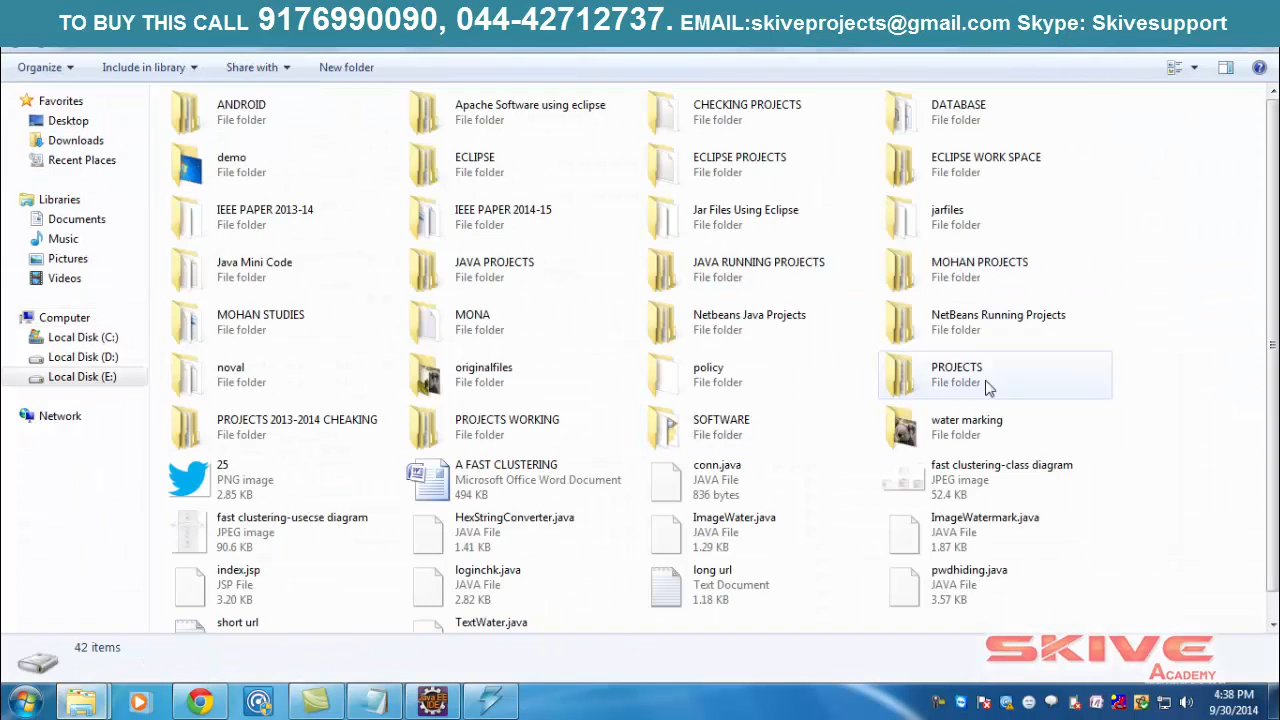 TO BUY THIS CALL 9176990090, 044-42712737. EMAIL:skiveprojects@gmail.com Skype: Skivesupport
Organize Include in library Share with New folder
Favorites
Desktop
Downloads
Recent Places
Libraries
Documents
Music
Pictures
Videos
Computer
Local Disk (C:)
Local Disk (D:)
Local Disk (E:)
Network
ANDROID
File folder
Apache Software using eclipse
File folder
CHECKING PROJECTS
File folder
DATABASE
File folder
demo
File folder
ECLIPSE
File folder
ECLIPSE PROJECTS
File folder
ECLIPSE WORK SPACE
File folder
IEEE PAPER 2013-14
File folder
IEEE PAPER 2014-15
File folder
Jar Files Using Eclipse
File folder
jarfiles
File folder
Java Mini Code
File folder
JAVA PROJECTS
File folder
JAVA RUNNING PROJECTS
File folder
MOHAN PROJECTS
File folder
MOHAN STUDIES
File folder
MONA
File folder
Netbeans Java Projects
File folder
NetBeans Running Projects
File folder
noval
File folder
originalfiles
File folder
policy
File folder
PROJECTS
File folder
PROJECTS 2013-2014 CHEAKING
File folder
PROJECTS WORKING
File folder
SOFTWARE
File folder
water marking
File folder
25
PNG image
2.85 KB
A FAST CLUSTERING
Microsoft Office Word Document
494 KB
conn.java
JAVA File
836 bytes
fast clustering-class diagram
JPEG image
52.4 KB
fast clustering-usecse diagram
JPEG image
90.6 KB
HexStringConverter.java
JAVA File
1.41 KB
ImageWater.java
JAVA File
1.29 KB
ImageWatermark.java
JAVA File
1.87 KB
index.jsp
JSP File
3.20 KB
loginchk.java
JAVA File
2.82 KB
long url
Text Document
1.18 KB
pwdhiding.java
JAVA File
3.57 KB
short url
TextWater.java
42 items
SKIVE
ACADEMY
Java EE
IDE
4:38 PM
9/30/2014